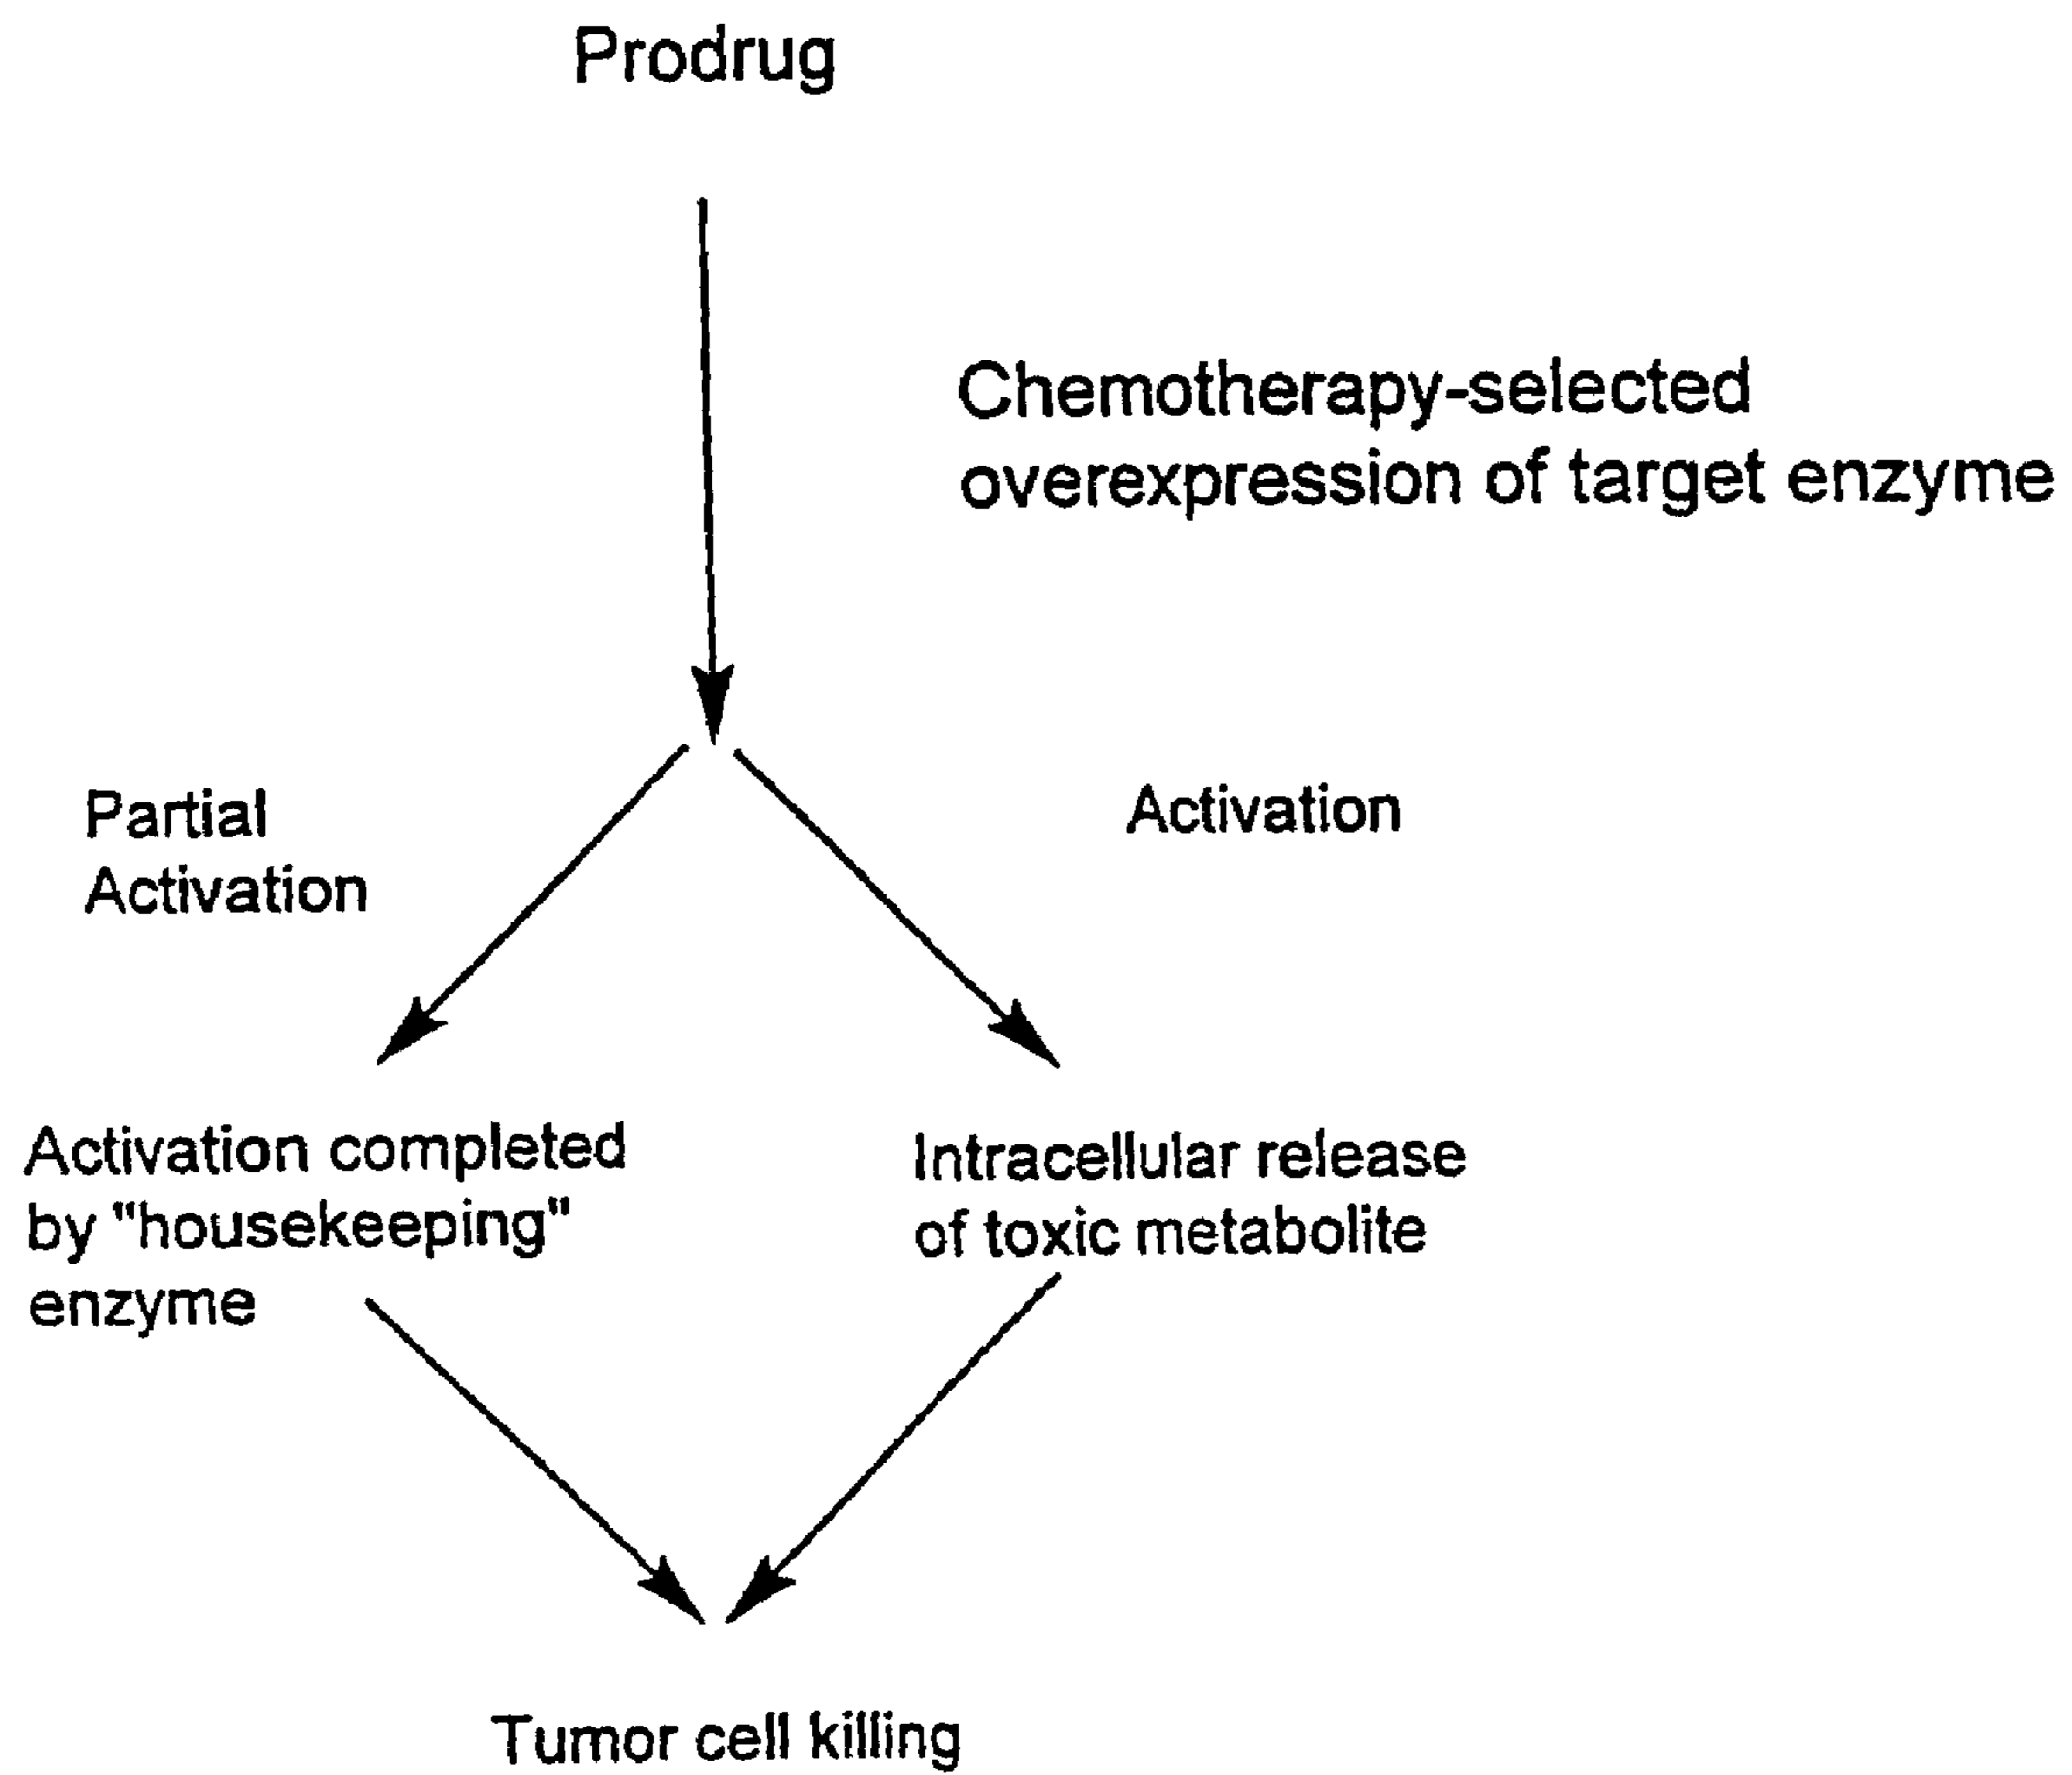 Prodrug
Chemotherapy-selected
overexpression of target enzyme
Partial
Activation
Activation
Activation completed
by "housekeeping"
enzyme
Intracellular release
of toxic metabolite
Tumor cell killing